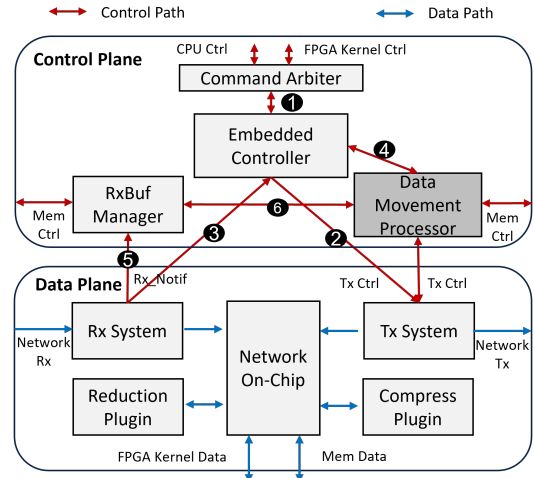 Control Path
Data Path
CPU Ctrl
FPGA Kernel Ctrl
Control Plane
Command Arbiter
1
Embedded
Controller
4
RxBuf
Manager
Data
Movement
Processor
6
Mem
Ctrl
3
2
Mem
Ctrl
5
Rx_Notif
Tx Ctrl
Tx Ctrl
Data Plane
Rx System
Tx System
Network
Rx
Network
On-Chip
Network
Tx
Reduction
Plugin
Compress
Plugin
FPGA Kernel Data
Mem Data